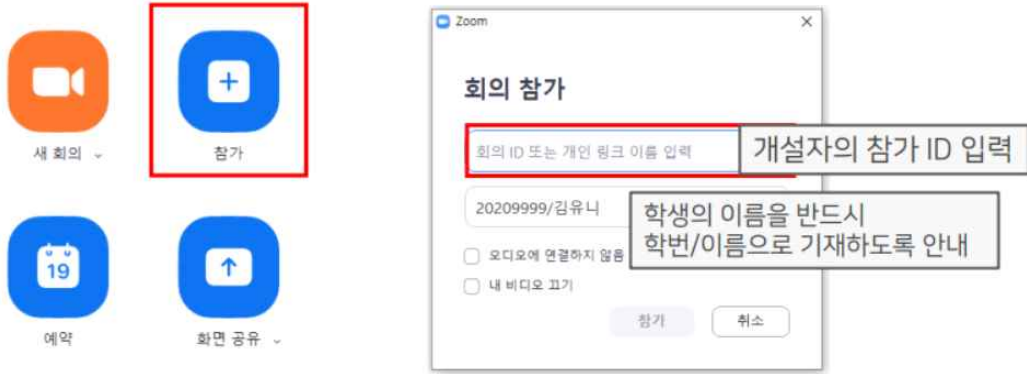 새 회의
참가
19
예약
화면 공유
Zoom
회의 참가
회의 ID 또는 개인 링크 이름 입력
개설자의 참가 ID 입력
20209999/김유니
학생의 이름을 반드시
학번/이름으로 기재하도록 안내
오디오에 연결하지 않음
내 비디오 끄기
참가
취소